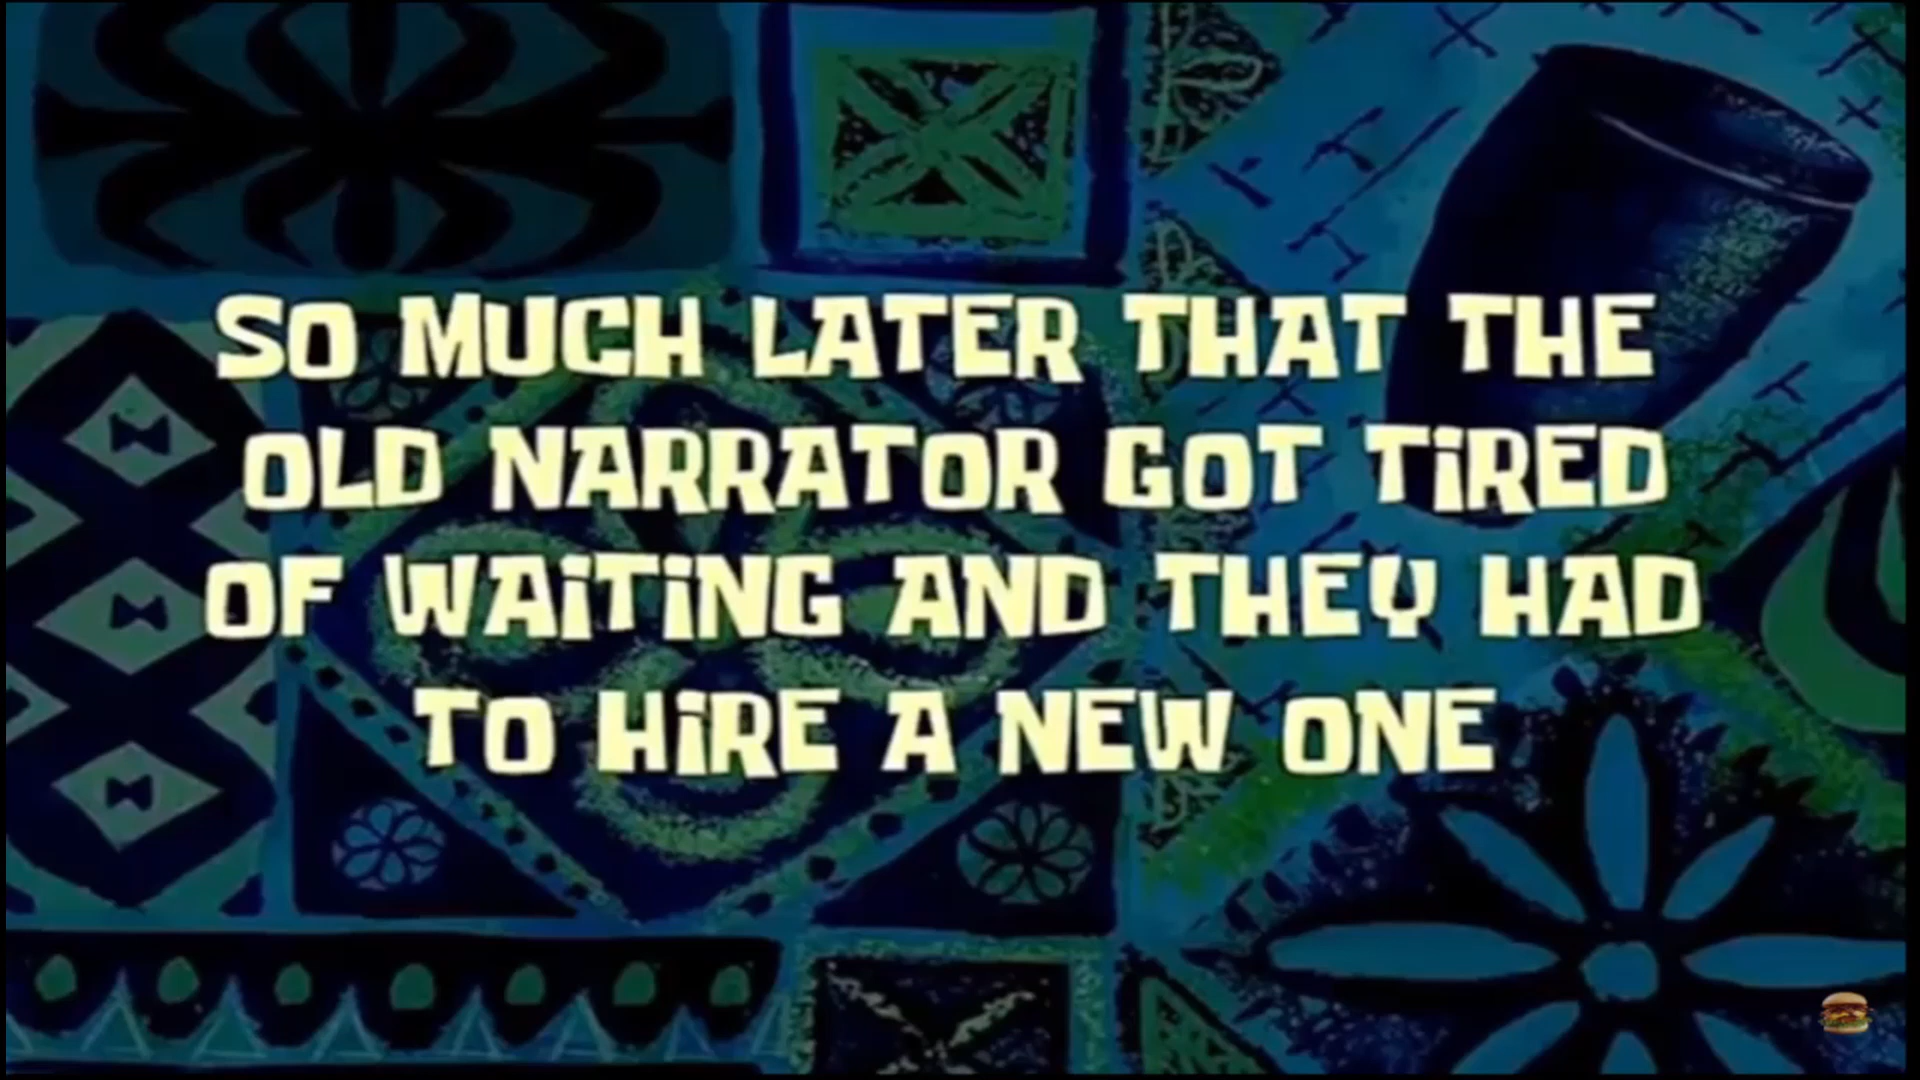 SO MUCH LATER THAT THE
OLD NARRATOR GOT TiRED
OF WAiTiNG AND THEY HAD
TO HiRE A NEW ONE